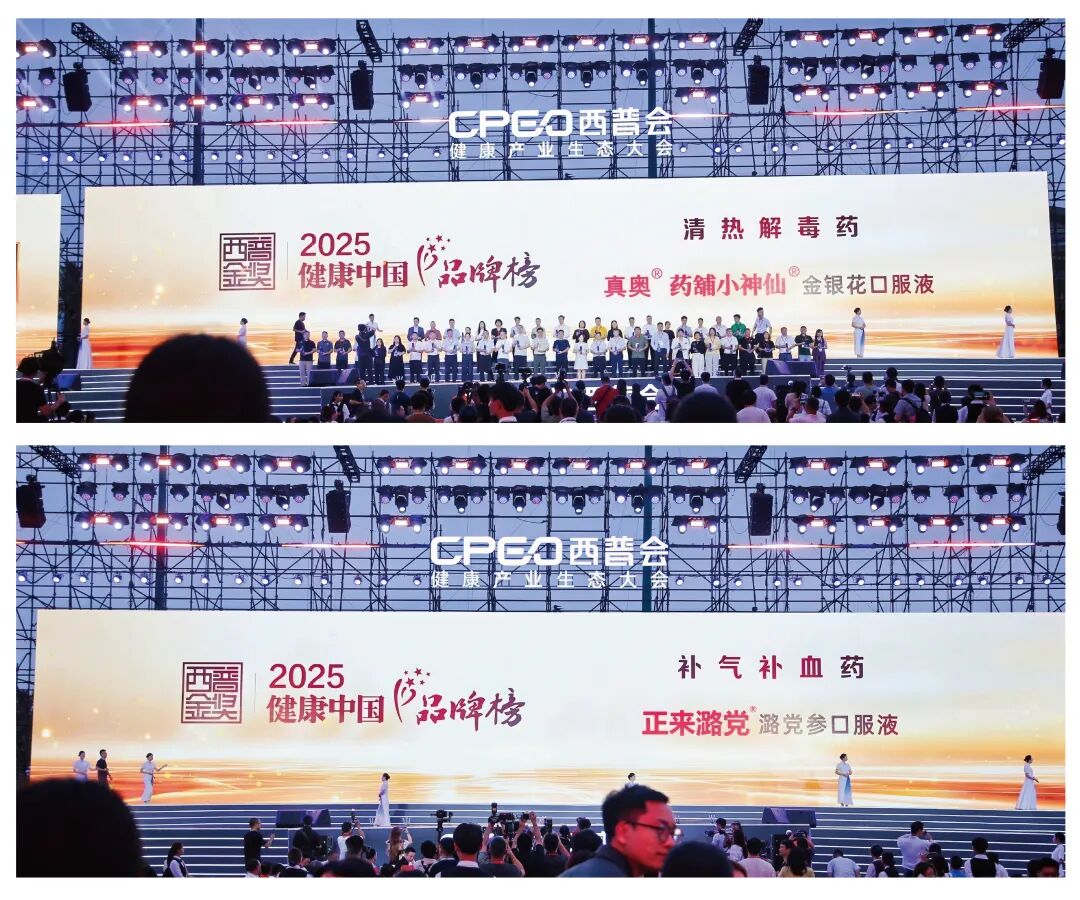 CPEO西普会
健康产业生态大会
西普金奖
2025
健康中国
品牌榜
清热解毒药
真奥® 药舖小神仙® 金银花口服液
西普会
CPEO西普会
健康产业生态大会
西普金奖
2025
健康中国
品牌榜
补气补血药
正来潞党® 潞党参口服液